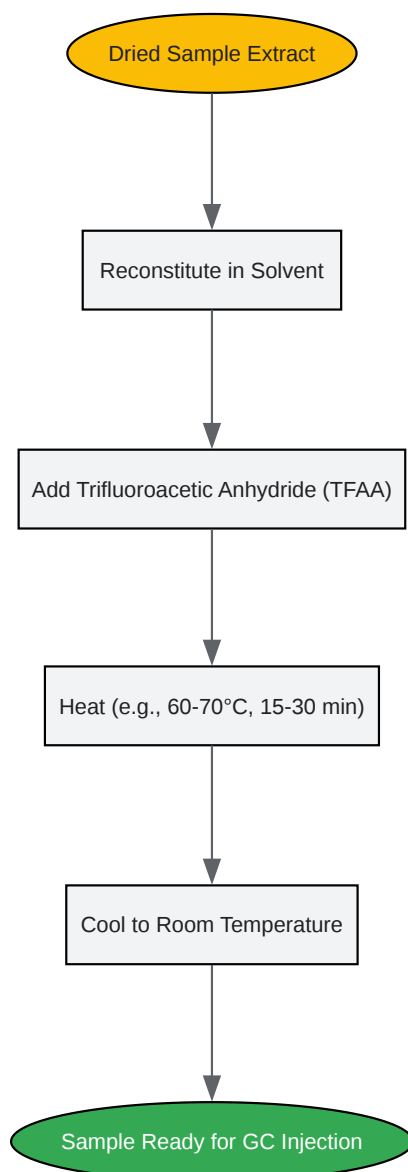 Dried Sample Extract
Reconstitute in Solvent
Add Trifluoroacetic Anhydride (TFAA)
Heat (e.g., 60-70°C, 15-30 min)
Cool to Room Temperature
Sample Ready for GC Injection